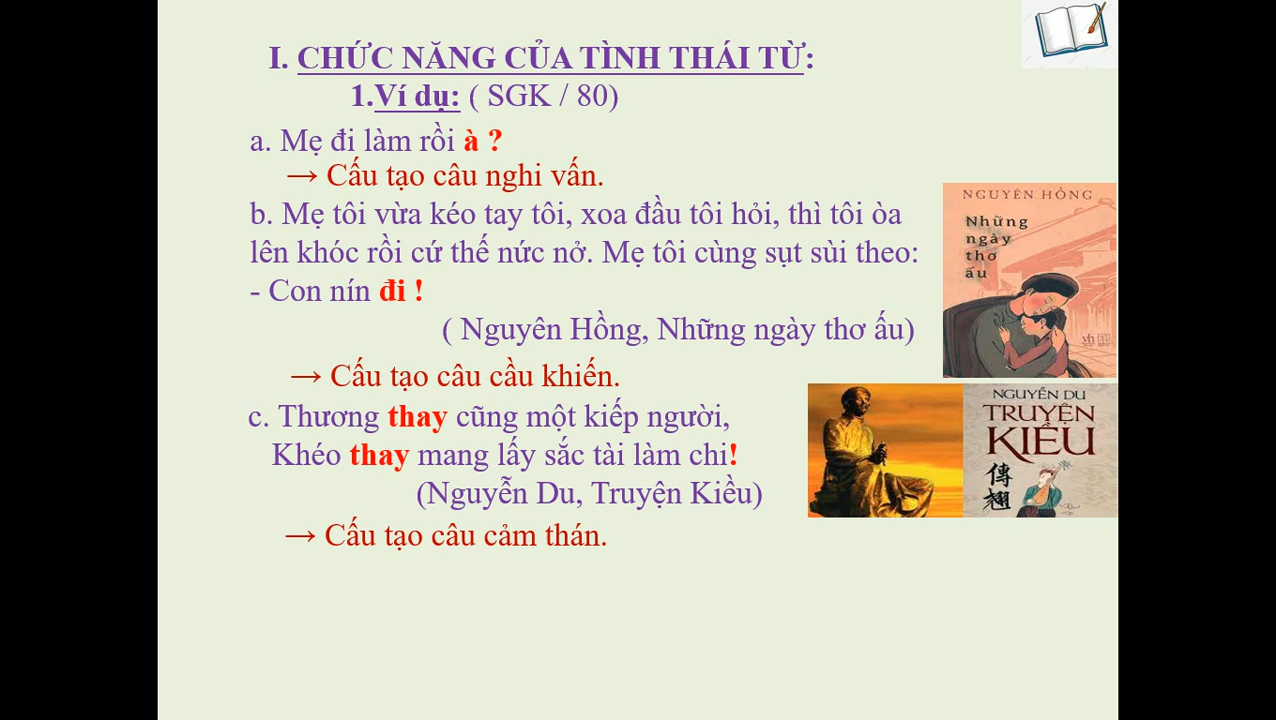 I. CHỨC NĂNG CỦA TÌNH THÁI TỪ:
1.Ví dụ: ( SGK / 80)
a. Mẹ đi làm rồi à ?
→ Cấu tạo câu nghi vấn.
b. Mẹ tôi vừa kéo tay tôi, xoa đầu tôi hỏi, thì tôi òa
lên khóc rồi cứ thế nức nở. Mẹ tôi cùng sụt sùi theo:
- Con nín đi !
( Nguyên Hồng, Những ngày thơ ấu)
→ Cấu tạo câu cầu khiến.
c. Thương thay cũng một kiếp người,
Khéo thay mang lấy sắc tài làm chi!
(Nguyễn Du, Truyện Kiều)
→ Cấu tạo câu cảm thán.
NGUYÊN HỒNG
Những
ngày
thơ
ấu
NGUYỄN DU
TRUYỆN
KIỀU
傳
翹